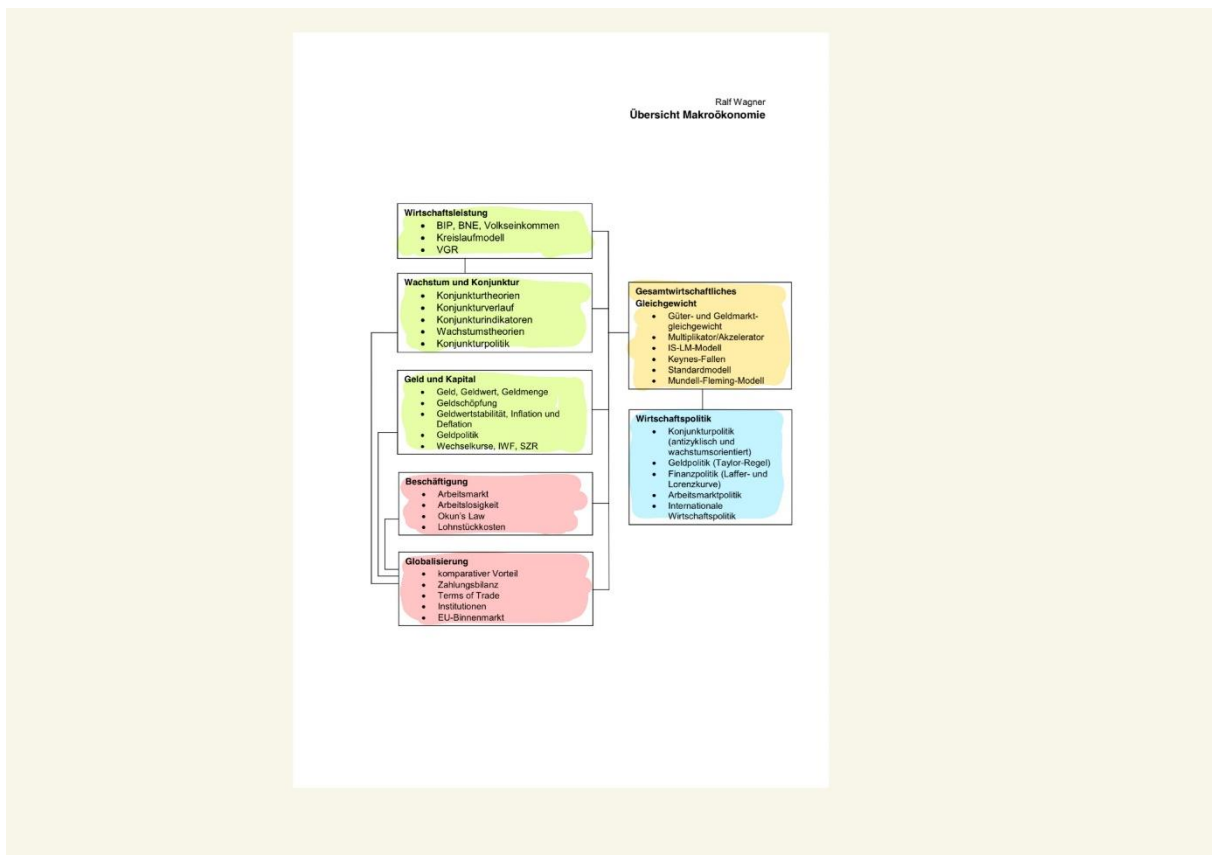 Ralf Wagner
Übersicht Makroökonomie
Wirtschaftsleistung
• BIP, BNE, Volkseinkommen
• Kreislaufmodell
• VGR
Wachstum und Konjunktur
• Konjunkturtheorien
• Konjunkturverlauf
• Konjunkturindikatoren
• Wachstumstheorien
• Konjunkturpolitik
Geld und Kapital
• Geld, Geldwert, Geldmenge
• Geldschöpfung
• Geldwertstabilität, Inflation und
Deflation
• Geldpolitik
• Wechselkurse, IWF, SZR
Beschäftigung
• Arbeitsmarkt
• Arbeitslosigkeit
• Okun's Law
• Lohnstückkosten
Globalisierung
• komparativer Vorteil
• Zahlungsbilanz
• Terms of Trade
• Institutionen
• EU-Binnenmarkt
Gesamtwirtschaftliches
Gleichgewicht
• Güter- und Geldmarkt-
gleichgewicht
• Multiplikator/Akzelerator
• IS-LM-Modell
• Keynes-Fallen
• Standardmodell
• Mundell-Fleming-Modell
Wirtschaftspolitik
• Konjunkturpolitik
(antizyklisch und
wachstumsorientiert)
• Geldpolitik (Taylor-Regel)
• Finanzpolitik (Laffer- und
Lorenzkurve)
• Arbeitsmarktpolitik
• Internationale
Wirtschaftspolitik